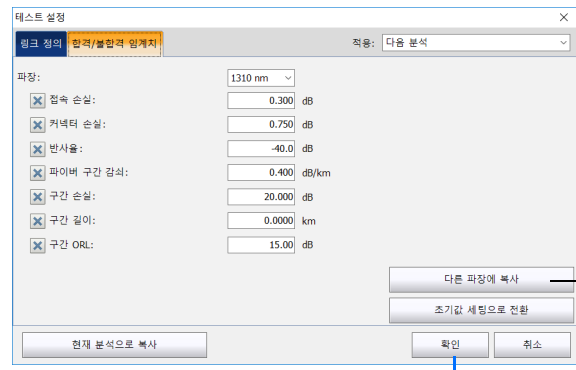 테스트 설정
링크 정의 합격/불합격 임계치 적용: 다음 분석
파장: 1310 nm
접속 손실: 0.300 dB
커넥터 손실: 0.750 dB
반사율: -40.0 dB
파이버 구간 감쇠: 0.400 dB/km
구간 손실: 20.000 dB
구간 길이: 0.0000 km
구간 ORL: 15.00 dB
다른 파장에 복사
초기값 세팅으로 전환
현재 분석으로 복사 확인 취소